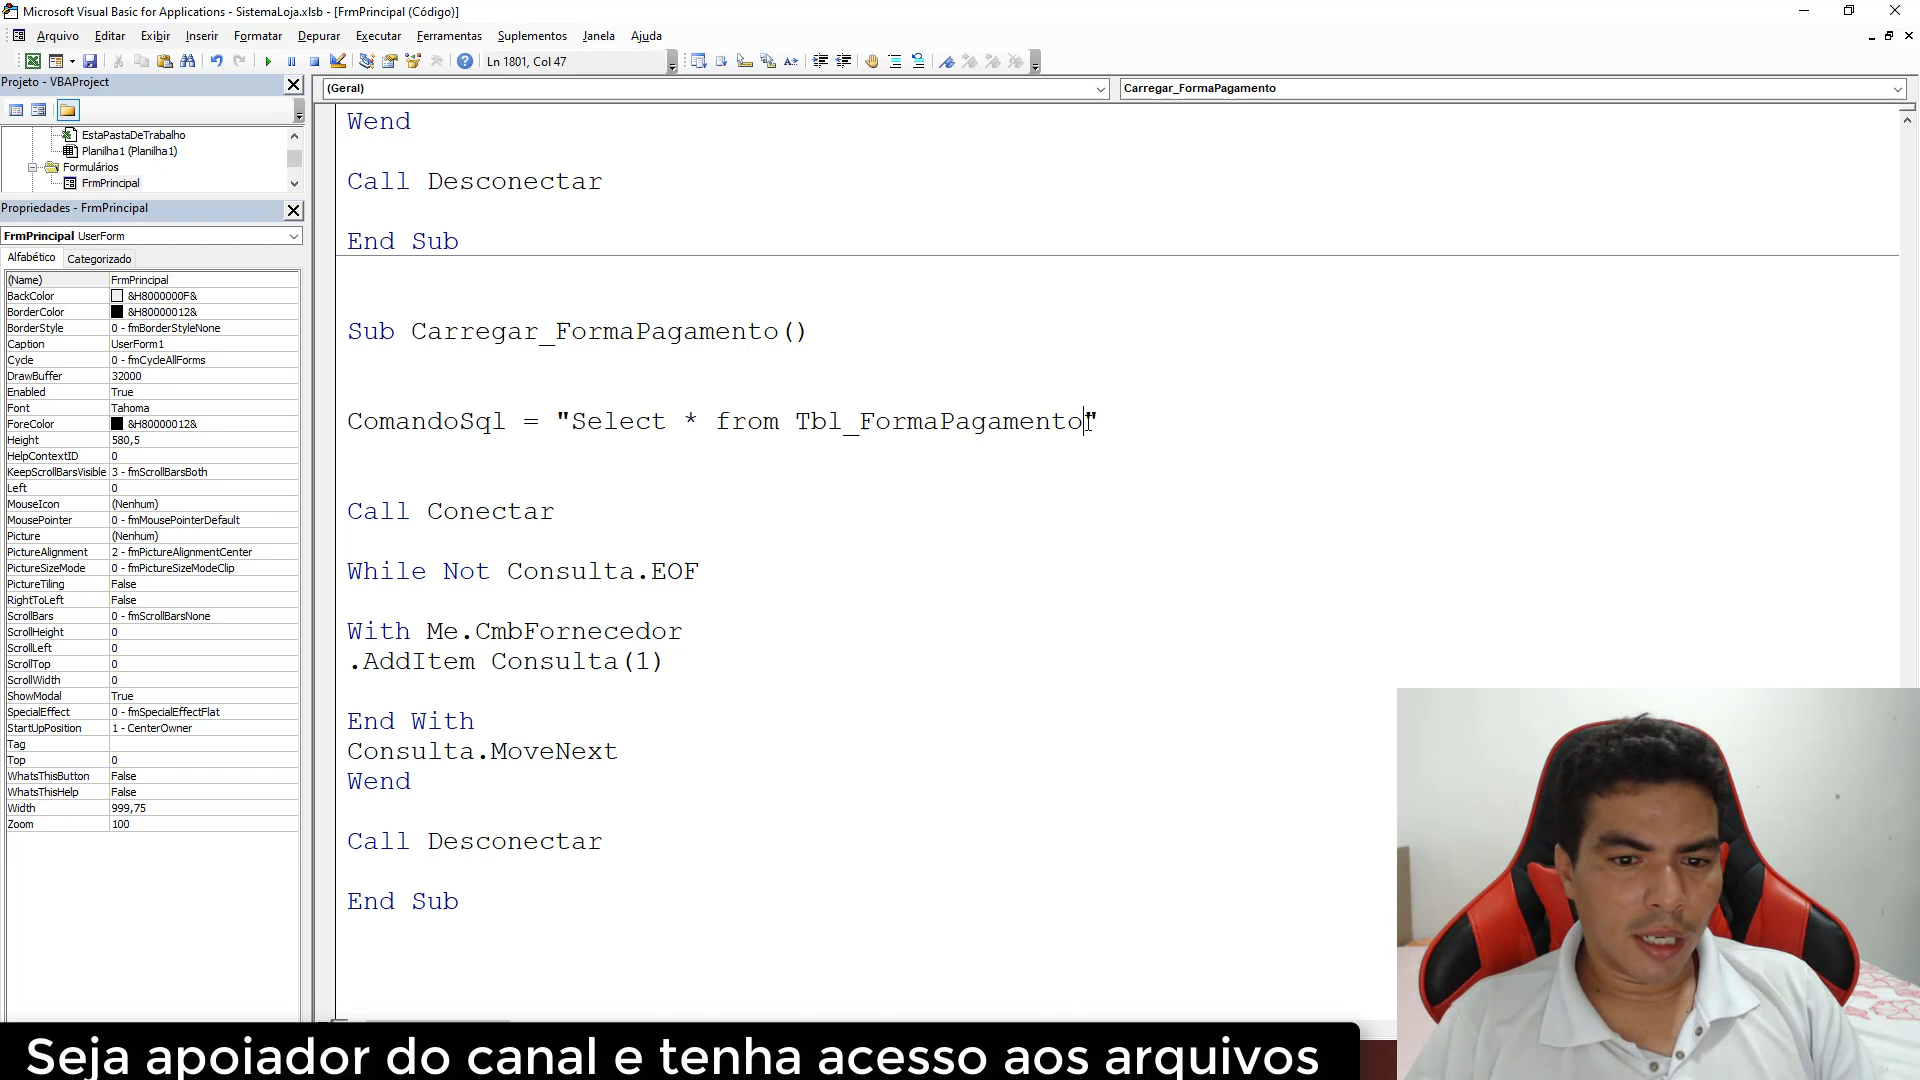 Microsoft Visual Basic for Applications - SistemaLoja.xlsb - [FrmPrincipal (Código)]
Arquivo Editar Exibir Inserir Formatar Depurar Executar Ferramentas Suplementos Janela Ajuda
Ln 1801, Col 47
Projeto - VBAProject
EstaPastaDeTrabalho
Planilha1 (Planilha1)
Formulários
FrmPrincipal
Propriedades - FrmPrincipal
FrmPrincipal UserForm
Alfabético Categorizado
(Name) FrmPrincipal
BackColor &H8000000F&
BorderColor &H80000012&
BorderStyle 0 - fmBorderStyleNone
Caption UserForm1
Cycle 0 - fmCycleAllForms
DrawBuffer 32000
Enabled True
Font Tahoma
ForeColor &H80000012&
Height 580,5
HelpContextID 0
KeepScrollBarsVisible 3 - fmScrollBarsBoth
Left 0
MouseIcon (Nenhum)
MousePointer 0 - fmMousePointerDefault
Picture (Nenhum)
PictureAlignment 2 - fmPictureAlignmentCenter
PictureSizeMode 0 - fmPictureSizeModeClip
PictureTiling False
RightToLeft False
ScrollBars 0 - fmScrollBarsNone
ScrollHeight 0
ScrollLeft 0
ScrollTop 0
ScrollWidth 0
ShowModal True
SpecialEffect 0 - fmSpecialEffectFlat
StartUpPosition 1 - CenterOwner
Tag
Top 0
WhatsThisButton False
WhatsThisHelp False
Width 999,75
Zoom 100
(Geral) Carregar_FormaPagamento
Wend
Call Desconectar
End Sub
Sub Carregar_FormaPagamento()
ComandoSql = "Select * from Tbl_FormaPagamento"
Call Conectar
While Not Consulta.EOF
With Me.CmbFornecedor
.AddItem Consulta(1)
End With
Consulta.MoveNext
Wend
Call Desconectar
End Sub
Seja apoiador do canal e tenha acesso aos arquivos